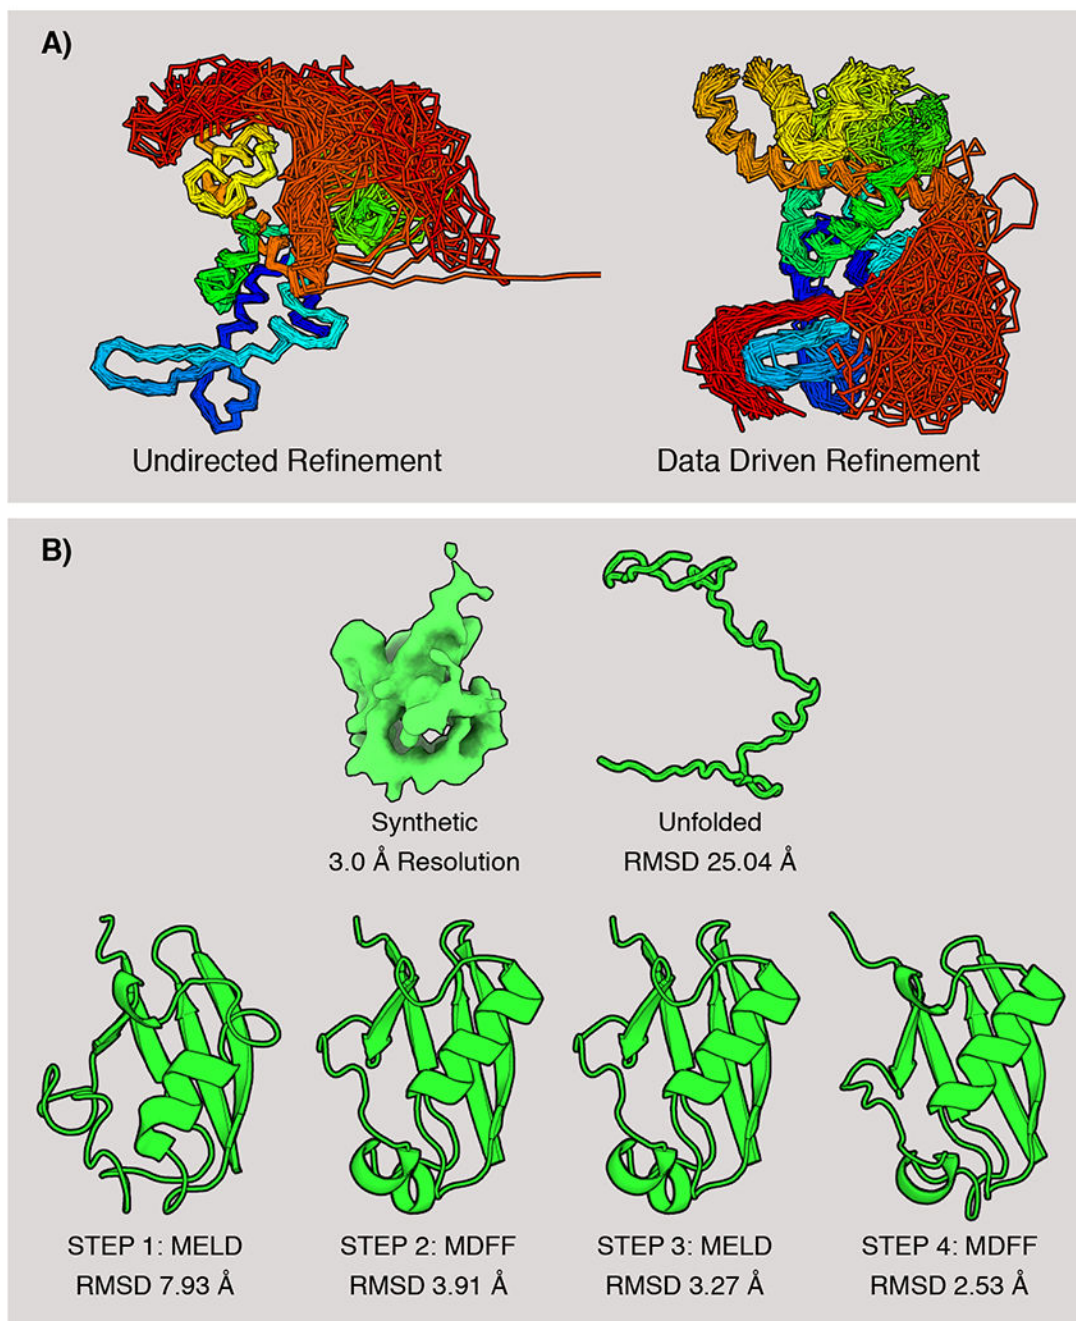 A)
Undirected Refinement
Data Driven Refinement
B)
Synthetic
3.0 Å Resolution
Unfolded
RMSD 25.04 Å
STEP 1: MELD
RMSD 7.93 Å
STEP 2: MDFF
RMSD 3.91 Å
STEP 3: MELD
RMSD 3.27 Å
STEP 4: MDFF
RMSD 2.53 Å